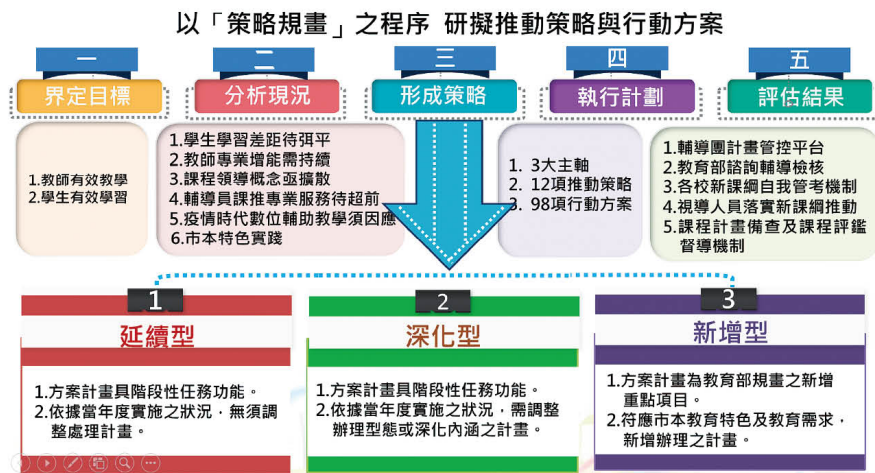 以「策略規畫」之程序 研擬推動策略與行動方案
一
界定目標
1.教師有效教學
2.學生有效學習
二
分析現況
1.學生學習差距待弭平
2.教師專業增能需持續
3.課程領導概念亟擴散
4.輔導員課推專業服務待超前
5.疫情時代數位輔助教學須因應
6.市本特色實踐
三
形成策略
四
執行計劃
1. 3大主軸
2. 12項推動策略
3. 98項行動方案
五
評估結果
1.輔導團計畫管控平台
2.教育部諮詢輔導檢核
3.各校新課綱自我管考機制
4.視導人員落實新課綱推動
5.課程計畫備查及課程評鑑
督導機制
1
延續型
1.方案計畫具階段性任務功能。
2.依據當年度實施之狀況，無須調
整處理計畫。
2
深化型
1.方案計畫具階段性任務功能。
2.依據當年度實施之狀況，需調整
辦理型態或深化內涵之計畫。
3
新增型
1.方案計畫為教育部規畫之新增
重點項目。
2.符應市本教育特色及教育需求，
新增辦理之計畫。